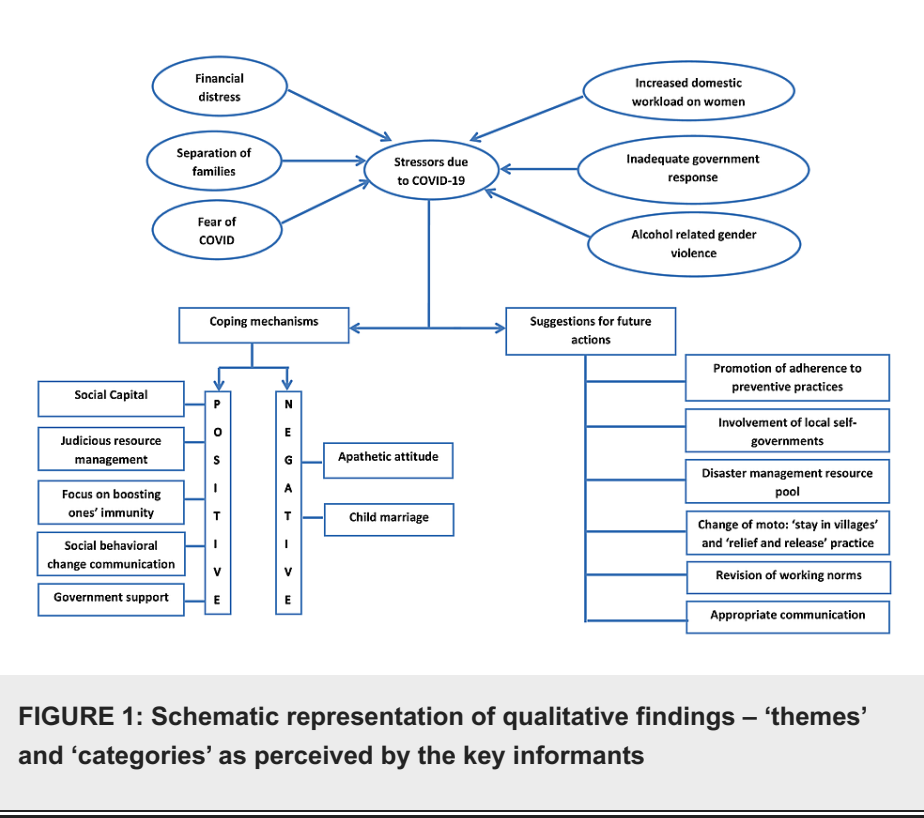 Financial
distress
Increased domestic
workload on women
Separation of
families
Stressors due
to COVID-19
Inadequate government
response
Fear of
COVID
Alcohol related gender
violence
Coping mechanisms
Suggestions for future
actions
Social Capital
Judicious resource
management
Focus on boosting
ones’ immunity
Social behavioral
change communication
Government support
POSITIVE
NEGATIVE
Apathetic attitude
Child marriage
Promotion of adherence to
preventive practices
Involvement of local self-
governments
Disaster management resource
pool
Change of moto: ‘stay in villages’
and ‘relief and release’ practice
Revision of working norms
Appropriate communication
FIGURE 1: Schematic representation of qualitative findings – ‘themes’
and ‘categories’ as perceived by the key informants